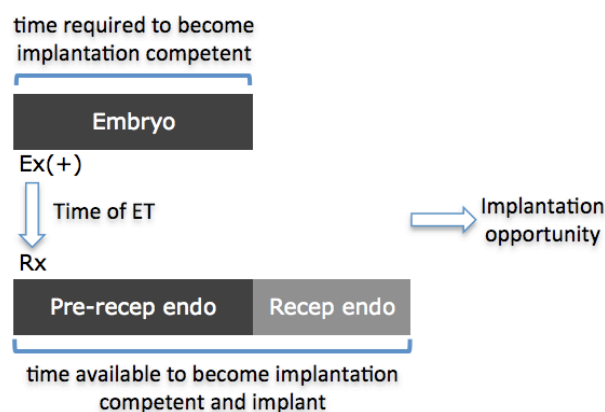 time required to become
implantation competent
Embryo
Ex(+)
Time of ET
Implantation
opportunity
Rx
Pre-recep endo
Recep endo
time available to become implantation
competent and implant